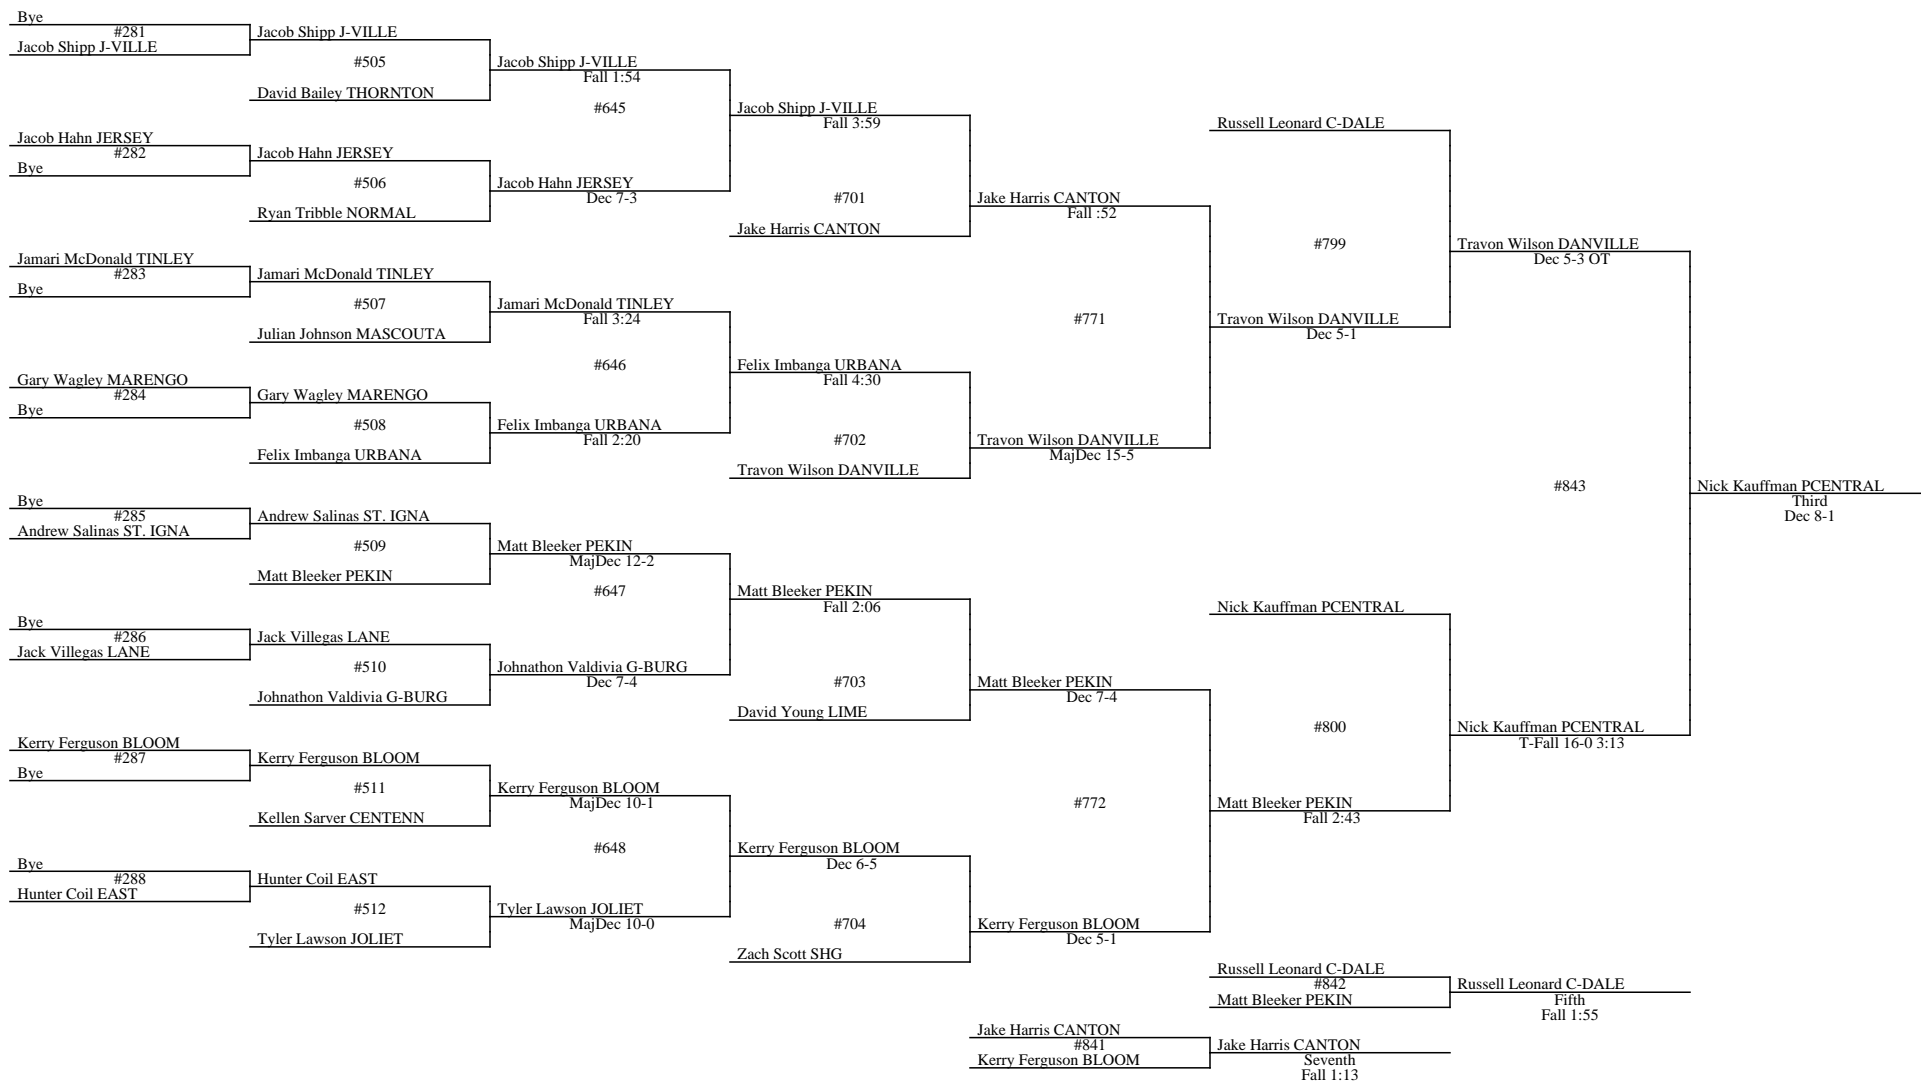 Bye
#281
Jacob Shipp J-VILLE
Jacob Hahn JERSEY
#282
Bye
Jamari McDonald TINLEY
#283
Bye
Gary Wagley MARENGO
#284
Bye
Bye
#285
Andrew Salinas ST. IGNA
Bye
#286
Jack Villegas LANE
Kerry Ferguson BLOOM
#287
Bye
Bye
#288
Hunter Coil EAST
Jacob Shipp J-VILLE
#505
David Bailey THORNTON
Jacob Hahn JERSEY
#506
Ryan Tribble NORMAL
Jamari McDonald TINLEY
#507
Julian Johnson MASCOUTA
Gary Wagley MARENGO
#508
Felix Imbanga URBANA
Andrew Salinas ST. IGNA
#509
Matt Bleeker PEKIN
Jack Villegas LANE
#510
Johnathon Valdivia G-BURG
Kerry Ferguson BLOOM
#511
Kellen Sarver CENTENN
Hunter Coil EAST
#512
Tyler Lawson JOLIET
Jacob Shipp J-VILLE
Fall 1:54
#645
Jacob Hahn JERSEY
Dec 7-3
Jamari McDonald TINLEY
Fall 3:24
#646
Felix Imbanga URBANA
Fall 2:20
Matt Bleeker PEKIN
MajDec 12-2
#647
Johnathon Valdivia G-BURG
Dec 7-4
Kerry Ferguson BLOOM
MajDec 10-1
#648
Tyler Lawson JOLIET
MajDec 10-0
Jacob Shipp J-VILLE
Fall 3:59
#701
Jake Harris CANTON
Felix Imbanga URBANA
Fall 4:30
#702
Travon Wilson DANVILLE
Matt Bleeker PEKIN
Fall 2:06
#703
David Young LIME
Kerry Ferguson BLOOM
Dec 6-5
#704
Zach Scott SHG
Jake Harris CANTON
Fall :52
#771
Travon Wilson DANVILLE
MajDec 15-5
Matt Bleeker PEKIN
Dec 7-4
#772
Kerry Ferguson BLOOM
Dec 5-1
Russell Leonard C-DALE
#799
Travon Wilson DANVILLE
Dec 5-1
Nick Kauffman PCENTRAL
#800
Matt Bleeker PEKIN
Fall 2:43
Travon Wilson DANVILLE
Dec 5-3 OT
#843
Nick Kauffman PCENTRAL
T-Fall 16-0 3:13
Nick Kauffman PCENTRAL
Third
Dec 8-1
Russell Leonard C-DALE
#842
Matt Bleeker PEKIN
Russell Leonard C-DALE
Fifth
Fall 1:55
Jake Harris CANTON
#841
Kerry Ferguson BLOOM
Jake Harris CANTON
Seventh
Fall 1:13